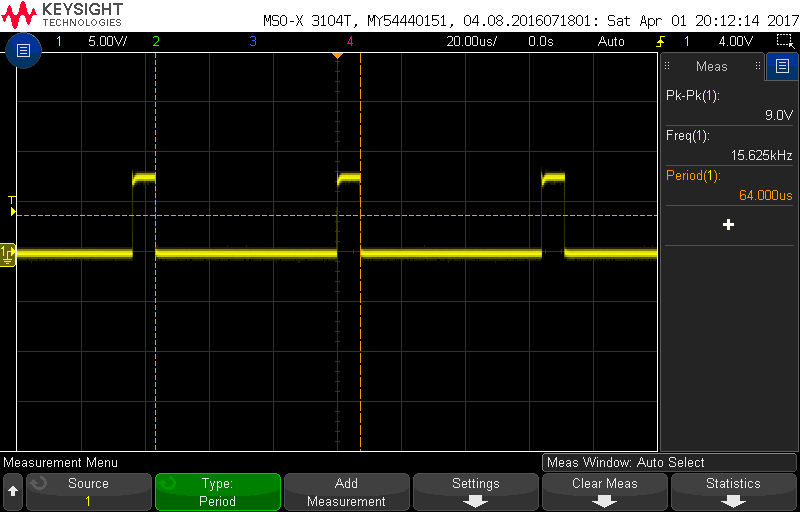 KEYSIGHT
TECHNOLOGIES
MSO-X 3104T, MY54440151, 04.08.2016071801: Sat Apr 01 20:12:14 2017
1 5.00V/ 2 3 4 20.00us/ 0.0s Auto 1 4.00V
Meas
Pk-Pk(1):
9.0V
Freq(1):
15.625kHz
Period(1):
64.000us
T
1
Measurement Menu
Meas Window: Auto Select
Source
1
Type:
Period
Add
Measurement
Settings
Clear Meas
Statistics